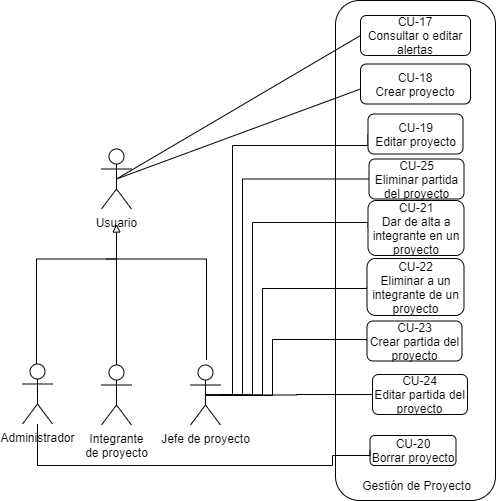 CU-17
Consultar o editar
alertas
CU-18
Crear proyecto
CU-19
Editar proyecto
CU-25
Eliminar partida
del proyecto
CU-21
Dar de alta a
integrante en un
proyecto
CU-22
Eliminar a un
integrante de un
proyecto
CU-23
Crear partida del
proyecto
CU-24
Editar partida del
proyecto
CU-20
Borrar proyecto
Gestión de Proyecto
Usuario
Administrador
Integrante
de proyecto
Jefe de proyecto